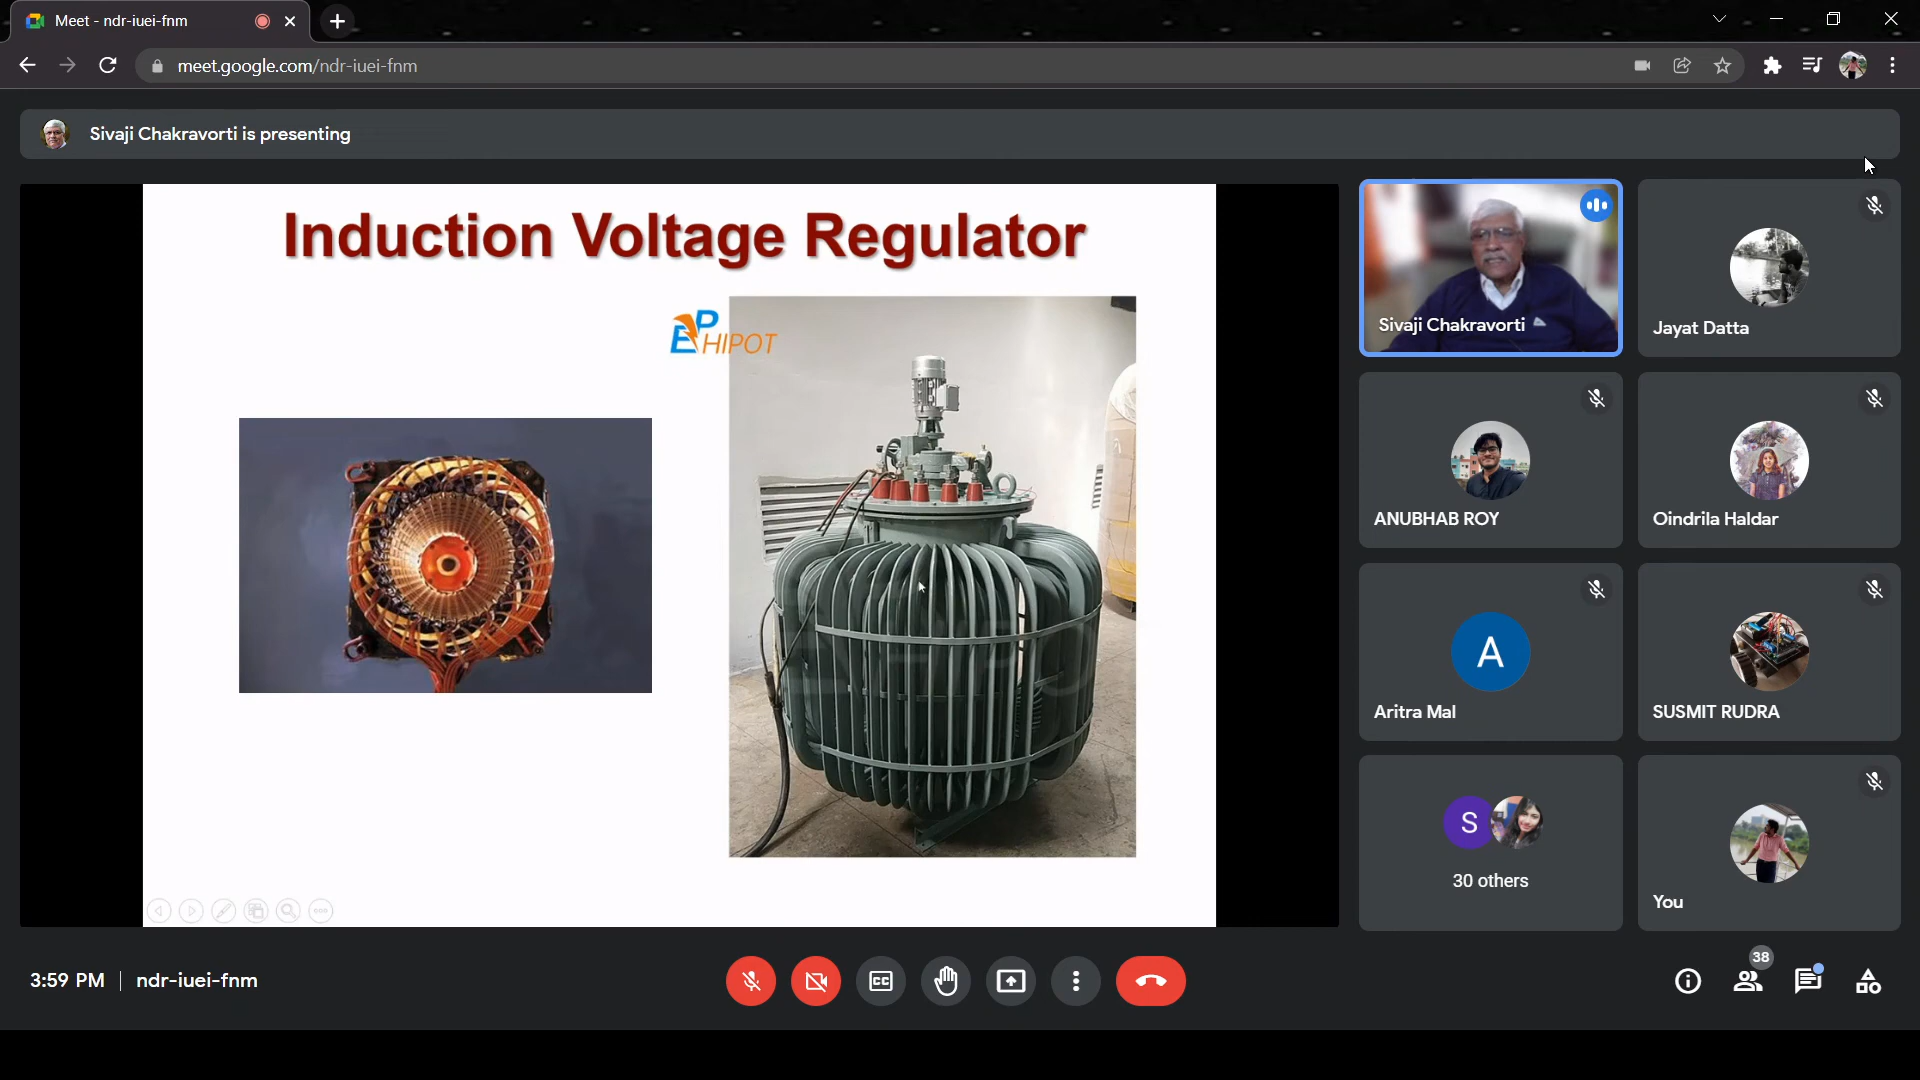 Meet - ndr-iuei-fnm
meet.google.com/ndr-iuei-fnm
Sivaji Chakravorti is presenting
Induction Voltage Regulator
EP HIPOT
Sivaji Chakravorti
Jayat Datta
ANUBHAB ROY
Oindrila Haldar
A
Aritra Mal
SUSMIT RUDRA
S
30 others
You
3:59 PM | ndr-iuei-fnm
CC
38